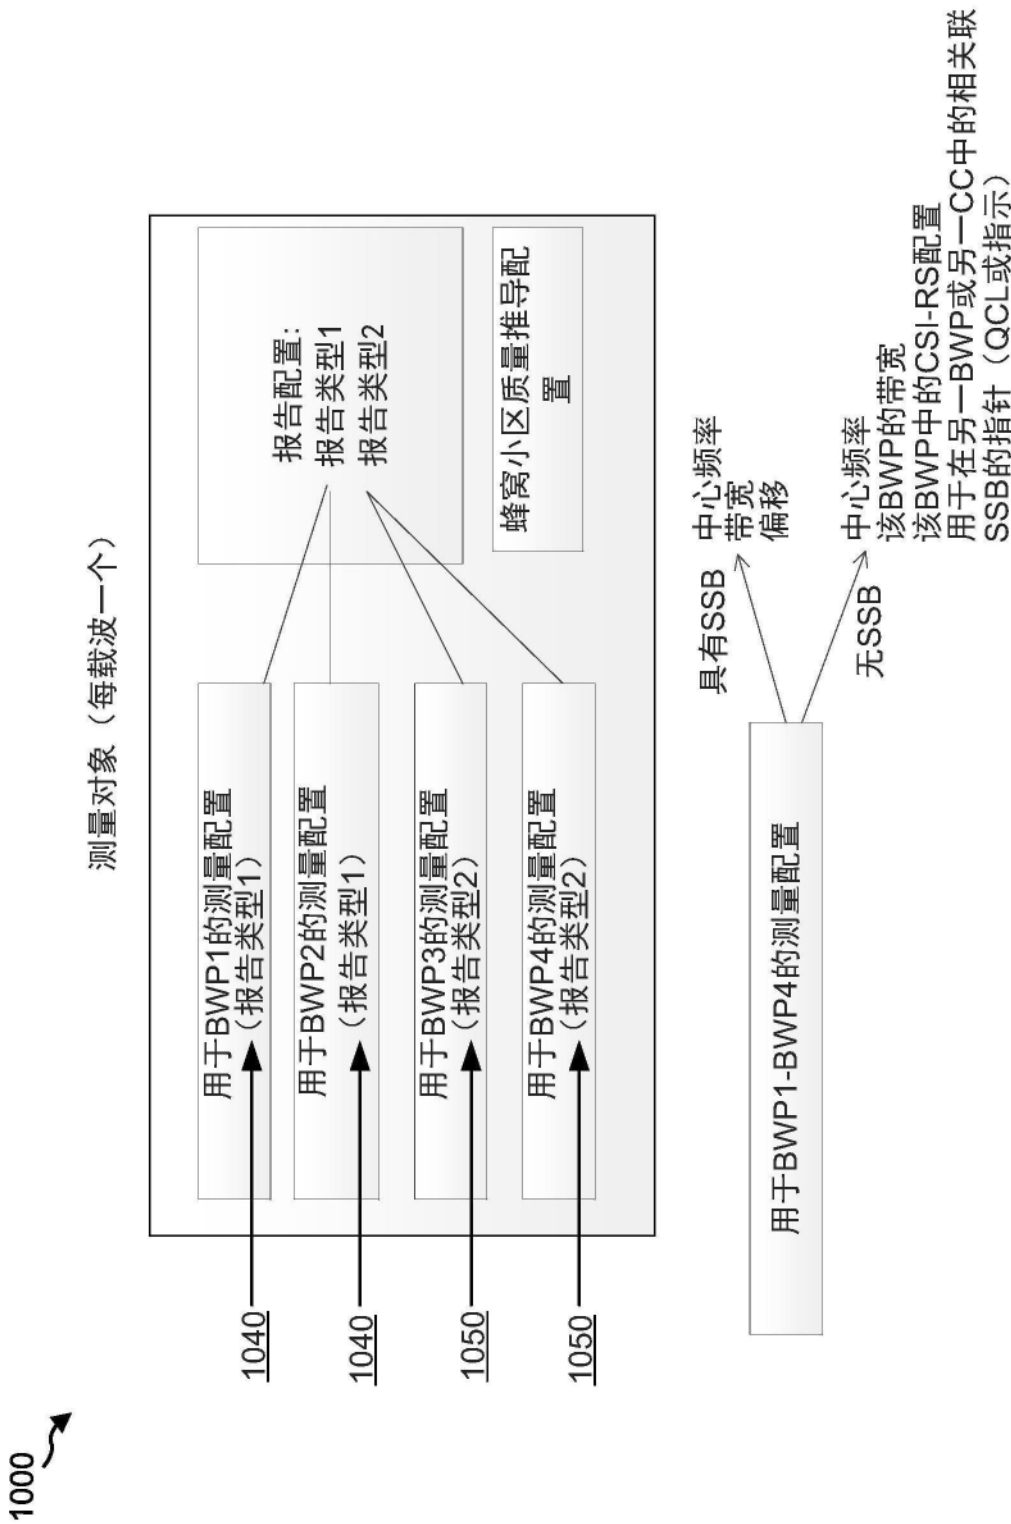 1000
测量对象（每载波一个）
1040
用于BWP1的测量配置
（报告类型1）
1040
用于BWP2的测量配置
（报告类型1）
1050
用于BWP3的测量配置
（报告类型2）
1050
用于BWP4的测量配置
（报告类型2）
报告配置:
报告类型1
报告类型2
蜂窝小区质量推导配
置
用于BWP1-BWP4的测量配置
具有SSB
中心频率
带宽
偏移
无SSB
中心频率
该BWP的带宽
该BWP中的CSI-RS配置
用于在另一BWP或另一CC中的相关联
SSB的指针（QCL或指示）